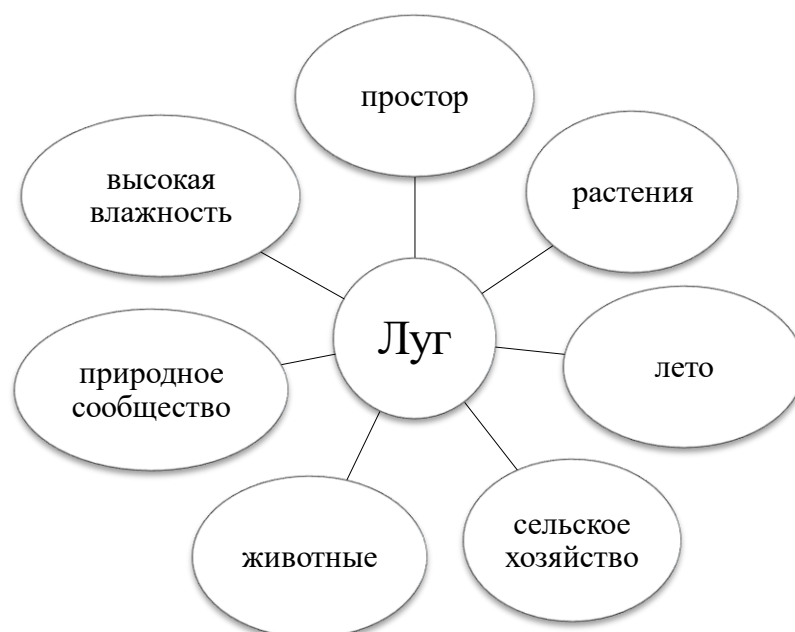 простор
высокая
влажность
растения
Луг
лето
природное
сообщество
сельское
хозяйство
животные